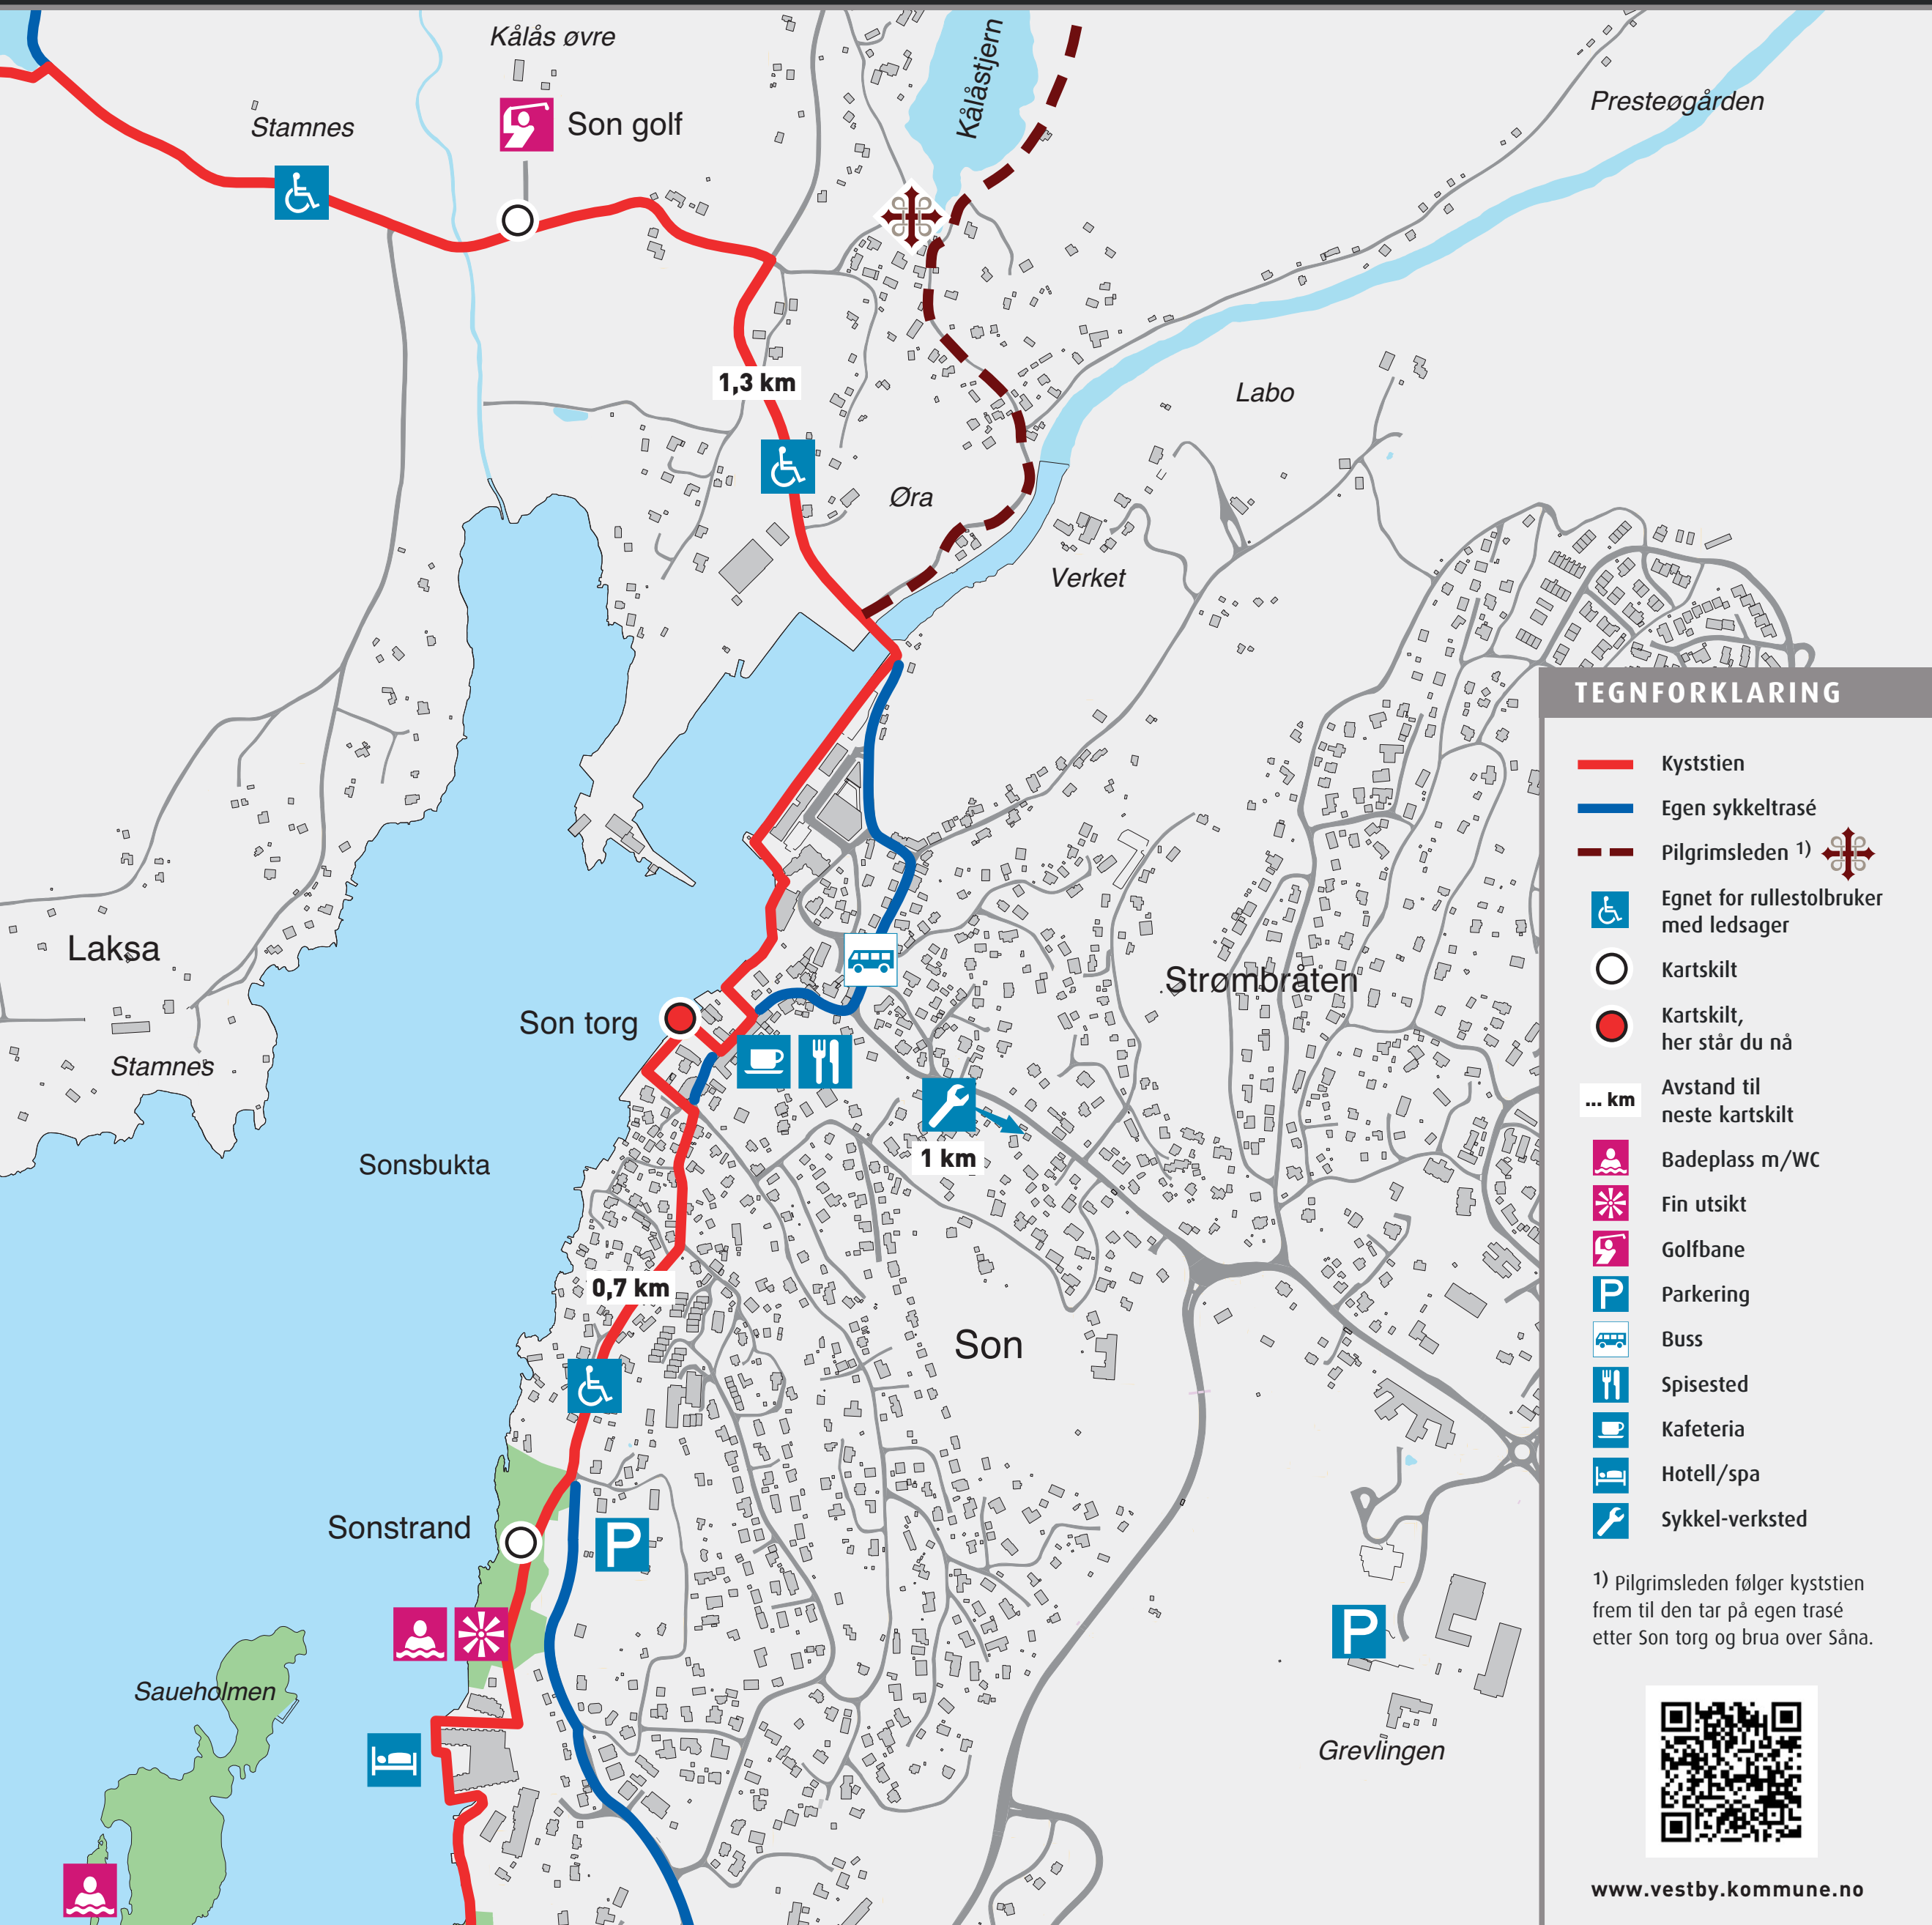 Kålås øvre
Kålåstjern
Presteøgården
Stamnes
Son golf
1,3 km
Labo
Øra
Verket
TEGNFORKLARING
Kyststien
Egen sykkeltrasé
Pilgrimsleden 1)
Egnet for rullestolbruker
med ledsager
Kartskilt
Kartskilt,
her står du nå
... km
Avstand til
neste kartskilt
Badeplass m/WC
Fin utsikt
Golfbane
P
Parkering
Buss
Spisested
Kafeteria
Hotell/spa
Sykkel-verksted
1) Pilgrimsleden følger kyststien
frem til den tar på egen trasé
etter Son torg og brua over Såna.
www.vestby.kommune.no
Laksa
Strømbråten
Son torg
Stamnes
1 km
Sonsbukta
0,7 km
Son
Sonstrand
P
P
Saueholmen
Grevlingen